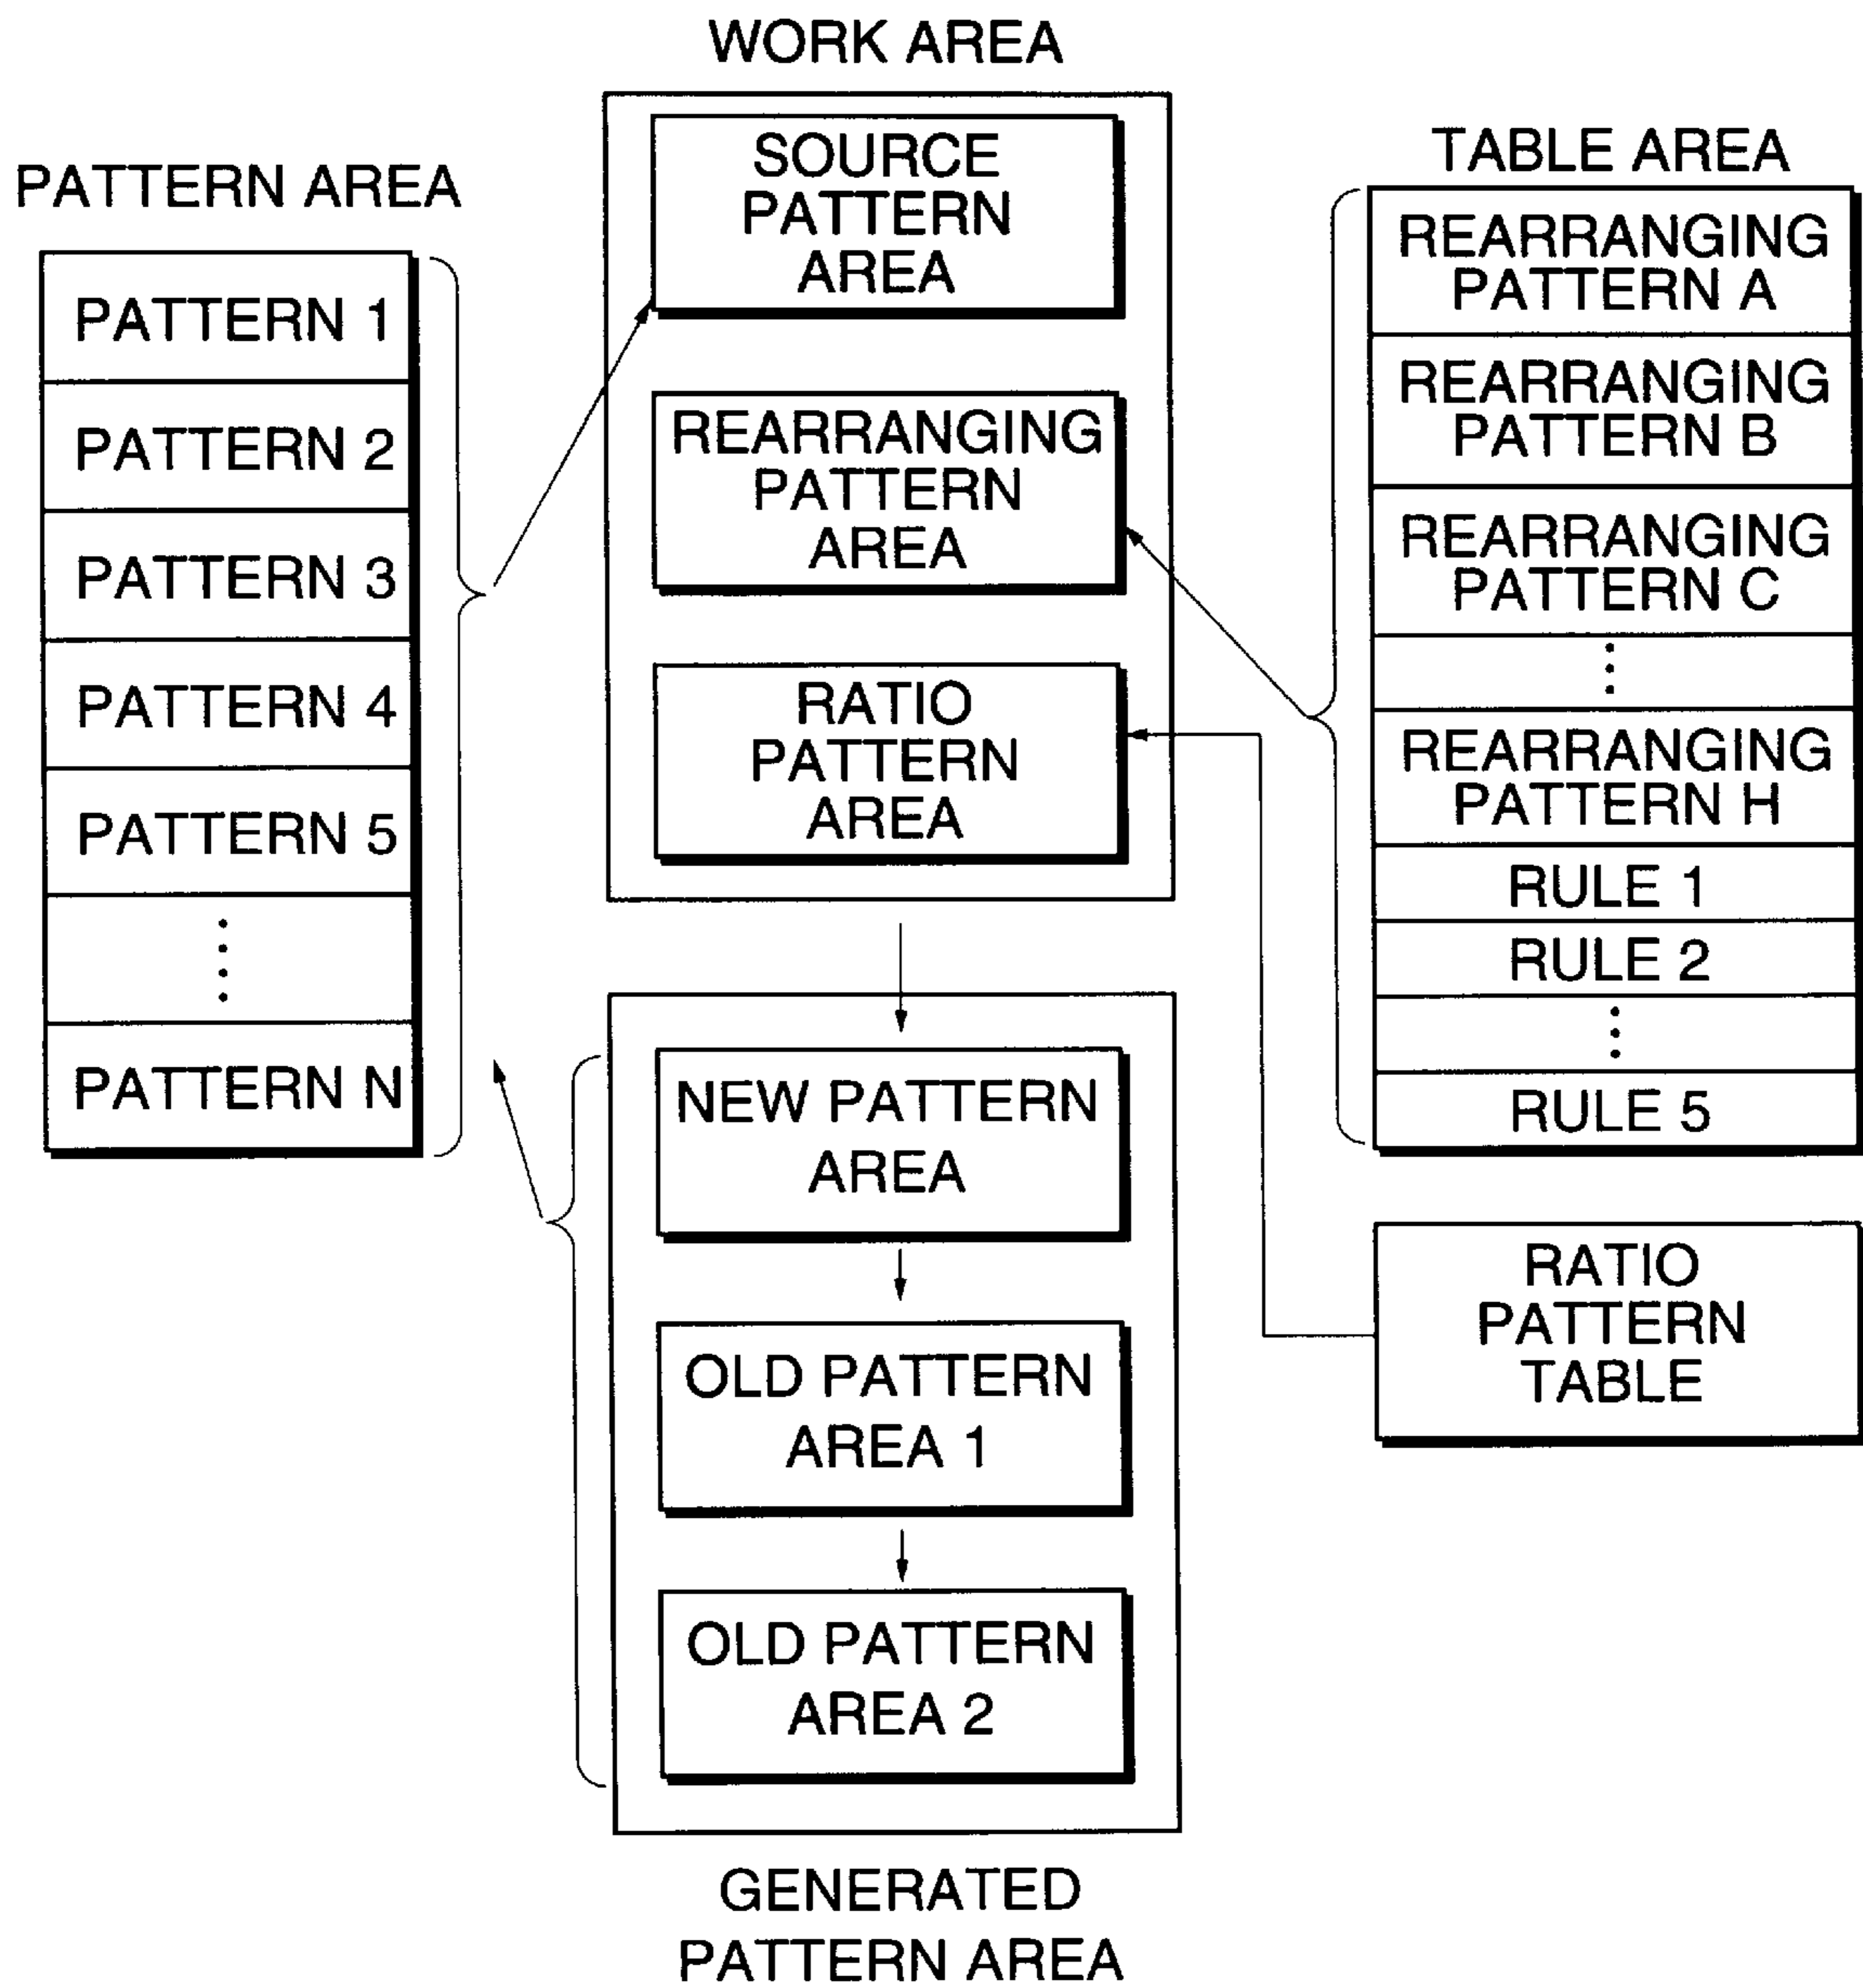 WORK AREA
SOURCE
PATTERN
AREA
REARRANGING
PATTERN
AREA
RATIO
PATTERN
AREA
PATTERN AREA
PATTERN 1
PATTERN 2
PATTERN 3
PATTERN 4
PATTERN 5
PATTERN N
TABLE AREA
REARRANGING
PATTERN A
REARRANGING
PATTERN B
REARRANGING
PATTERN C
REARRANGING
PATTERN H
RULE 1
RULE 2
RULE 5
RATIO
PATTERN
TABLE
NEW PATTERN
AREA
OLD PATTERN
AREA 1
OLD PATTERN
AREA 2
GENERATED
PATTERN AREA